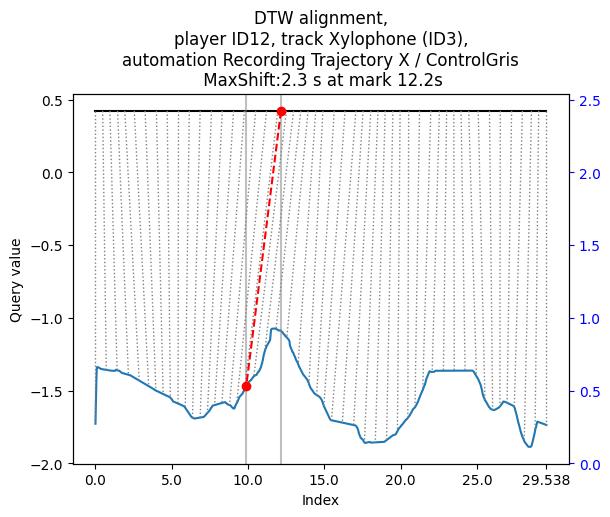 DTW alignment,
player ID12, track Xylophone (ID3),
automation Recording Trajectory X / ControlGris
MaxShift:2.3 s at mark 12.2s
0.5
0.0
−0.5
−1.0
−1.5
−2.0
Query value
2.5
2.0
1.5
1.0
0.5
0.0
0.0 5.0 10.0 15.0 20.0 25.0 29.538
Index